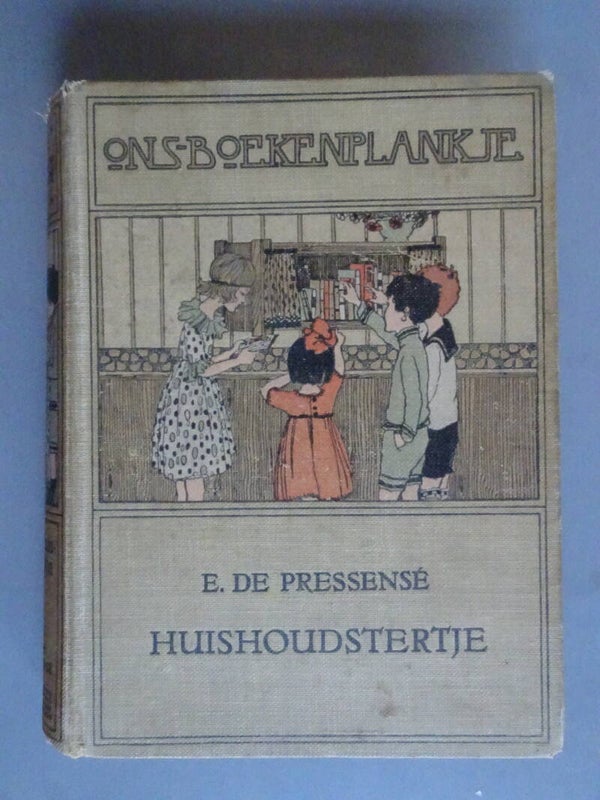 ONS-BOEKENPLANKJE
E. DE PRESSENSÉ
HUISHOUDSTERTJE